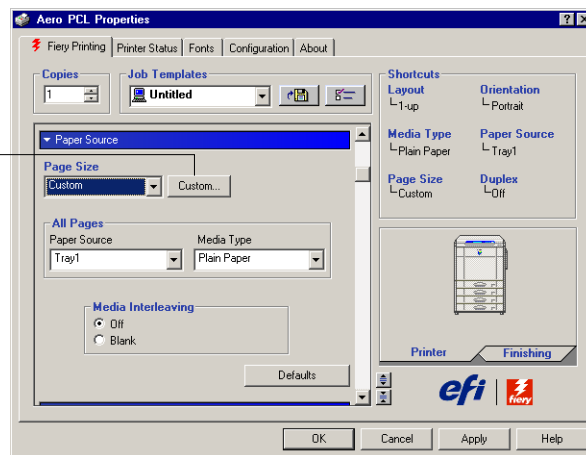 Aero PCL Properties
Fiery Printing
Printer Status
Fonts
Configuration
About
Copies
1
Job Templates
Untitled
Paper Source
Page Size
Custom
Custom...
All Pages
Paper Source
Media Type
Tray1
Plain Paper
Media Interleaving
Off
Blank
Defaults
Shortcuts
Layout
1-up
Orientation
Portrait
Media Type
Plain Paper
Paper Source
Tray1
Page Size
Custom
Duplex
Off
Printer
Finishing
efi
fiery
OK
Cancel
Apply
Help